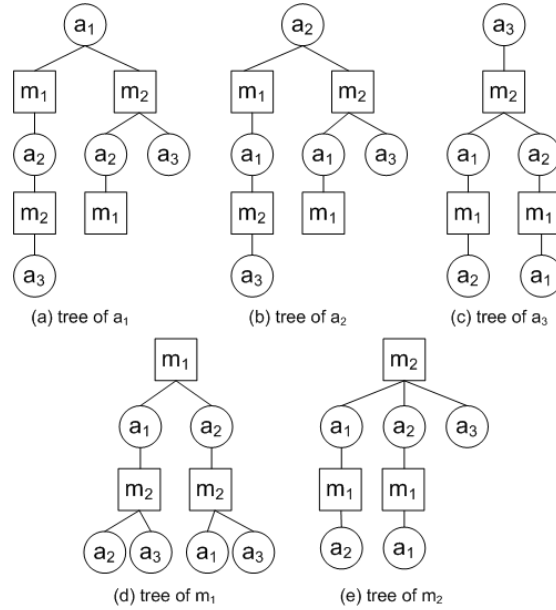 a₁ a₂ a₃
m₁ m₂ m₁ m₂ m₂
a₂ a₂ a₃ a₁ a₁ a₃ a₁ a₂
m₂ m₁ m₂ m₁ m₁ m₁
a₃ a₃ a₂ a₁
(a) tree of a₁ (b) tree of a₂ (c) tree of a₃
m₁ m₂
a₁ a₂ a₁ a₂ a₃
m₂ m₂ m₁ m₁
a₂ a₃ a₁ a₃ a₂ a₁
(d) tree of m₁ (e) tree of m₂